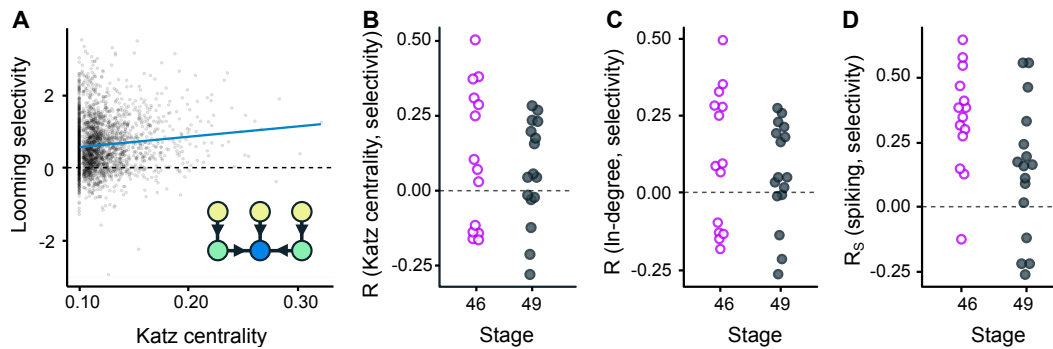 A
Looming selectivity
2
0
-2
0.10
0.20
0.30
Katz centrality
B
R (Katz centrality, selectivity)
0.50
0.25
0.00
-0.25
46
49
Stage
C
R (In-degree, selectivity)
0.50
0.25
0.00
-0.25
46
49
Stage
D
RS (spiking, selectivity)
0.50
0.25
0.00
-0.25
46
49
Stage